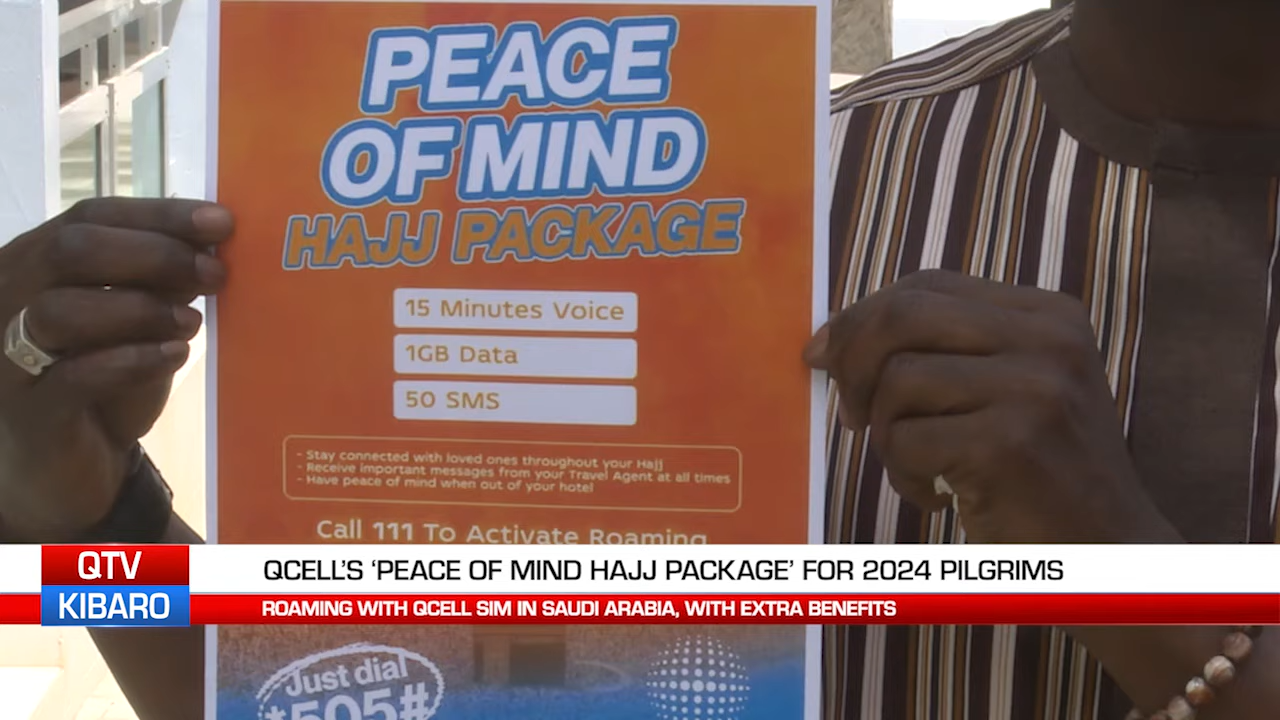 PEACE
OF MIND
HAJJ PACKAGE
15 Minutes Voice
1GB Data
50 SMS
- Stay connected with loved ones throughout your Hajj
- Receive important messages from your Travel Agent at all times
- Have peace of mind when out of your hotel
Call 111 To Activate Roaming
QTV
KIBARO
QCELL'S ‘PEACE OF MIND HAJJ PACKAGE’ FOR 2024 PILGRIMS
ROAMING WITH QCELL SIM IN SAUDI ARABIA, WITH EXTRA BENEFITS
Just dial
*505#